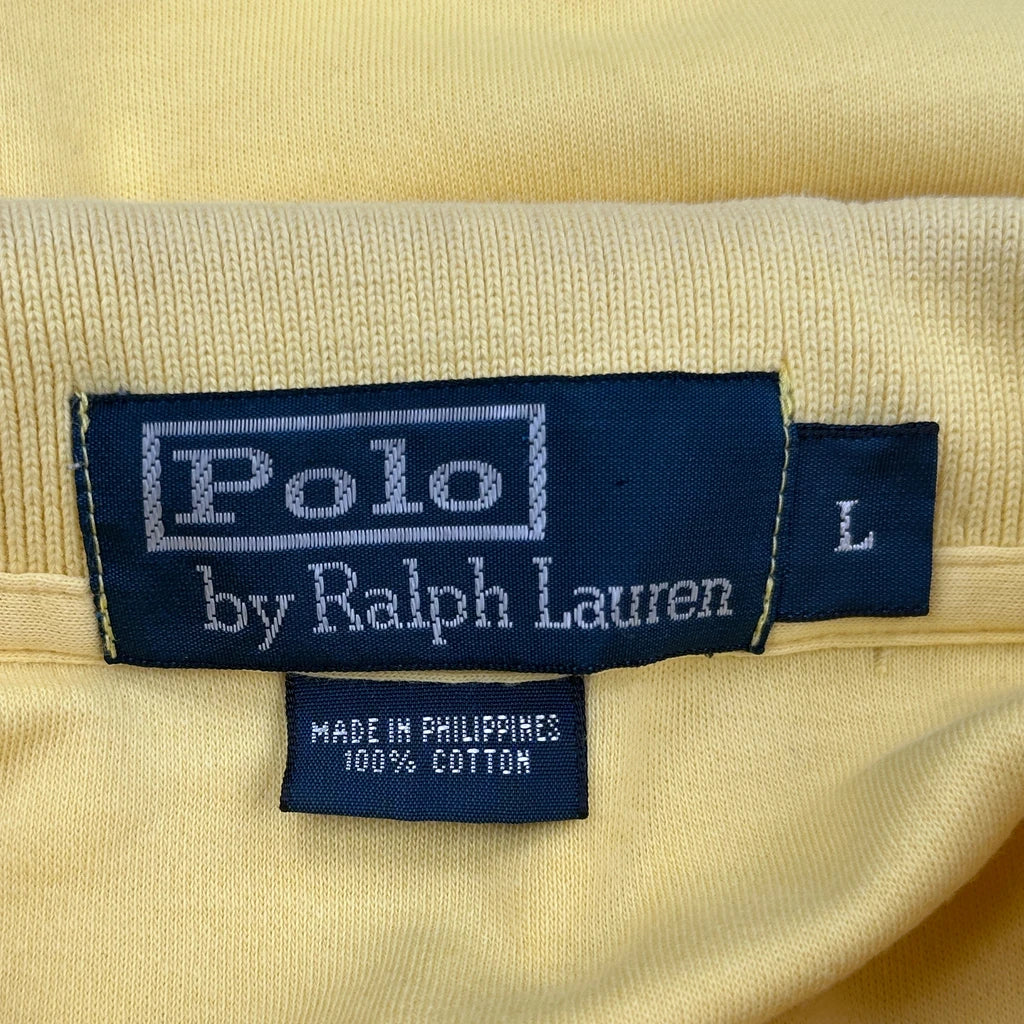 Polo
by Ralph Lauren
L
MADE IN PHILIPPINES
100% COTTON